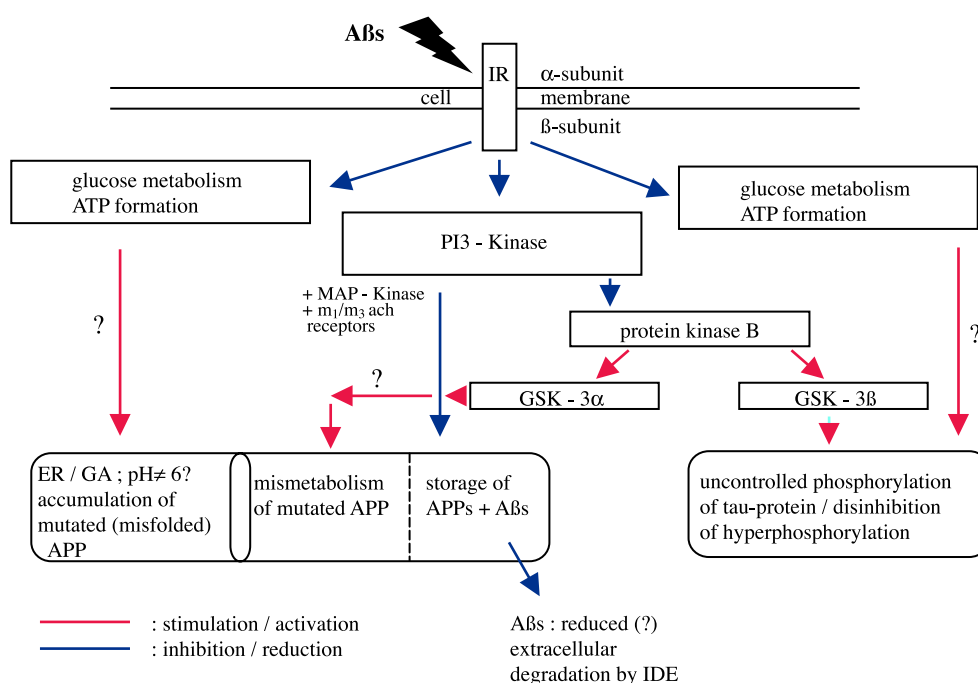 Aßs
IR
α-subunit
cell
membrane
ß-subunit
glucose metabolism
ATP formation
glucose metabolism
ATP formation
PI3 - Kinase
+ MAP - Kinase
+ m₁/m₃ ach
receptors
?
?
protein kinase B
?
GSK - 3α
GSK - 3ß
ER / GA ; pH≠ 6?
accumulation of
mutated (misfolded)
APP
mismetabolism
of mutated APP
storage of
APPs + Aßs
uncontrolled phosphorylation
of tau-protein / disinhibition
of hyperphosphorylation
: stimulation / activation
: inhibition / reduction
Aßs : reduced (?)
extracellular
degradation by IDE